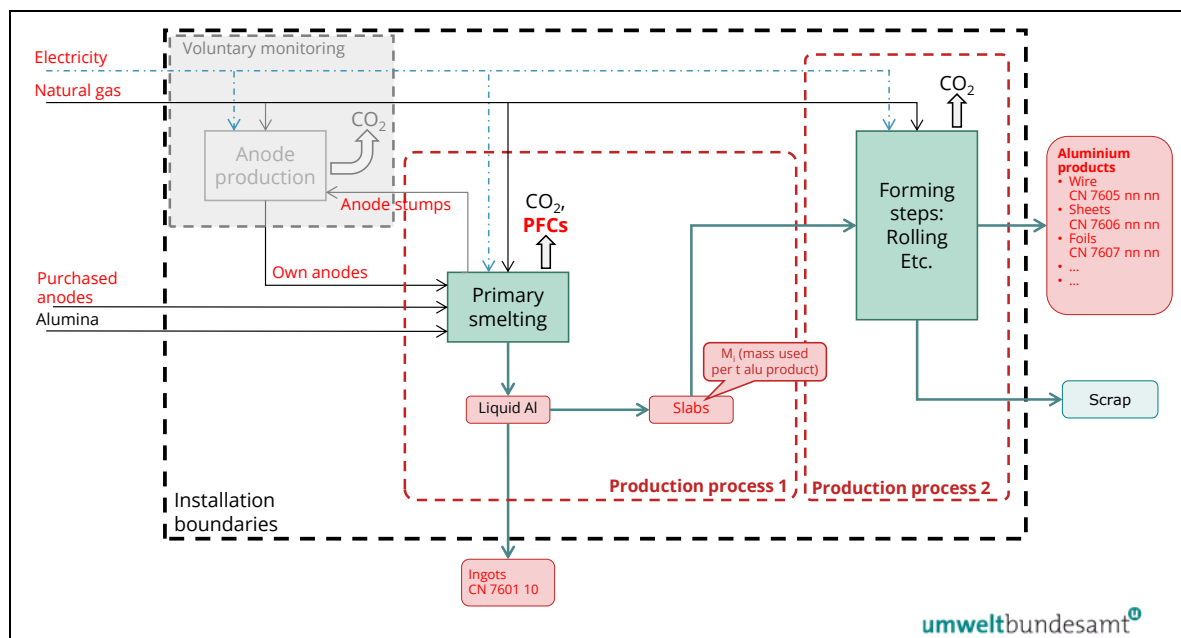 Voluntary monitoring
Electricity
Natural gas
CO₂
Anode
production
Anode stumps
CO₂,
PFCs
CO₂
Forming
steps:
Rolling
Etc.
Aluminium
products
• Wire
CN 7605 nn nn
• Sheets
CN 7606 nn nn
• Foils
CN 7607 nn nn
• ...
• ...
Own anodes
Purchased
anodes
Alumina
Primary
smelting
Mᵢ (mass used
per t alu product)
Liquid Al
Slabs
Scrap
Production process 1
Production process 2
Installation
boundaries
Ingots
CN 7601 10
umweltbundesamt
u